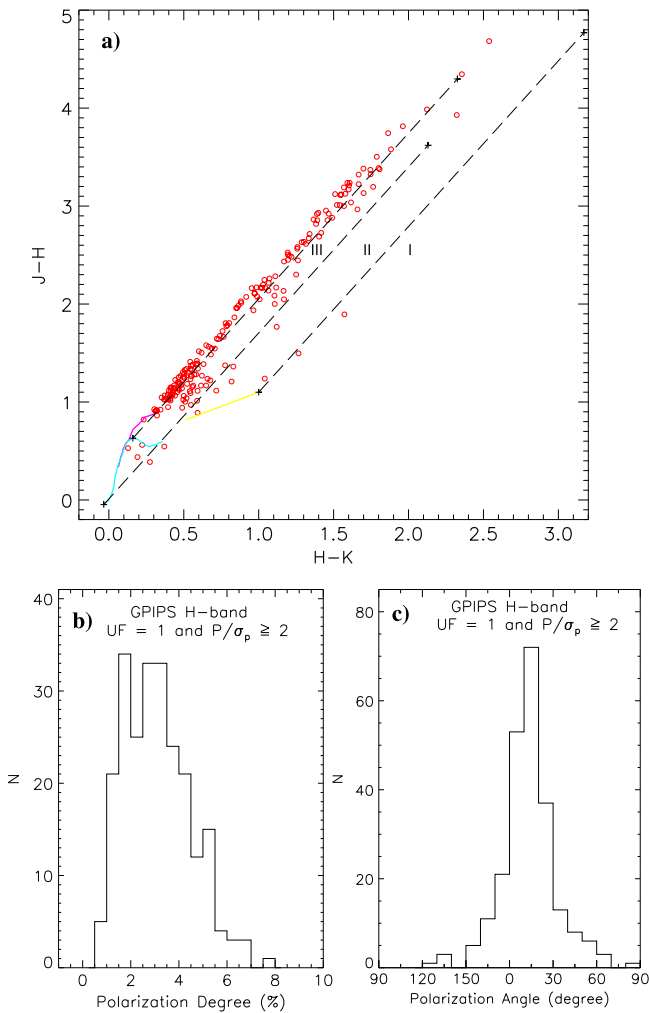 a)
5
4
3
2
1
0
J-H
III II I
0.0 0.5 1.0 1.5 2.0 2.5 3.0
H-K
b)
GPIPS H-band
UF = 1 and P/σp ≧ 2
40
30
20
10
0
N
0 2 4 6 8 10
Polarization Degree (%)
c)
GPIPS H-band
UF = 1 and P/σp ≧ 2
80
60
40
20
0
N
90 120 150 0 30 60 90
Polarization Angle (degree)